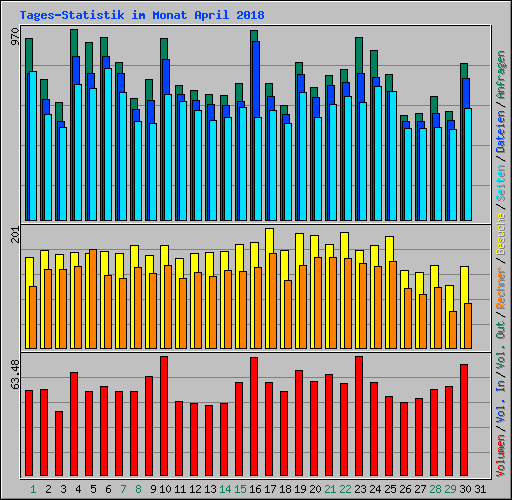 Tages-Statistik im Monat April 2018
970
201
63.48
Volumen / Vol. In / Vol. Out / Rechner / Besuche / Seiten / Dateien / Anfragen
1 2 3 4 5 6 7 8 9 10 11 12 13 14 15 16 17 18 19 20 21 22 23 24 25 26 27 28 29 30 31